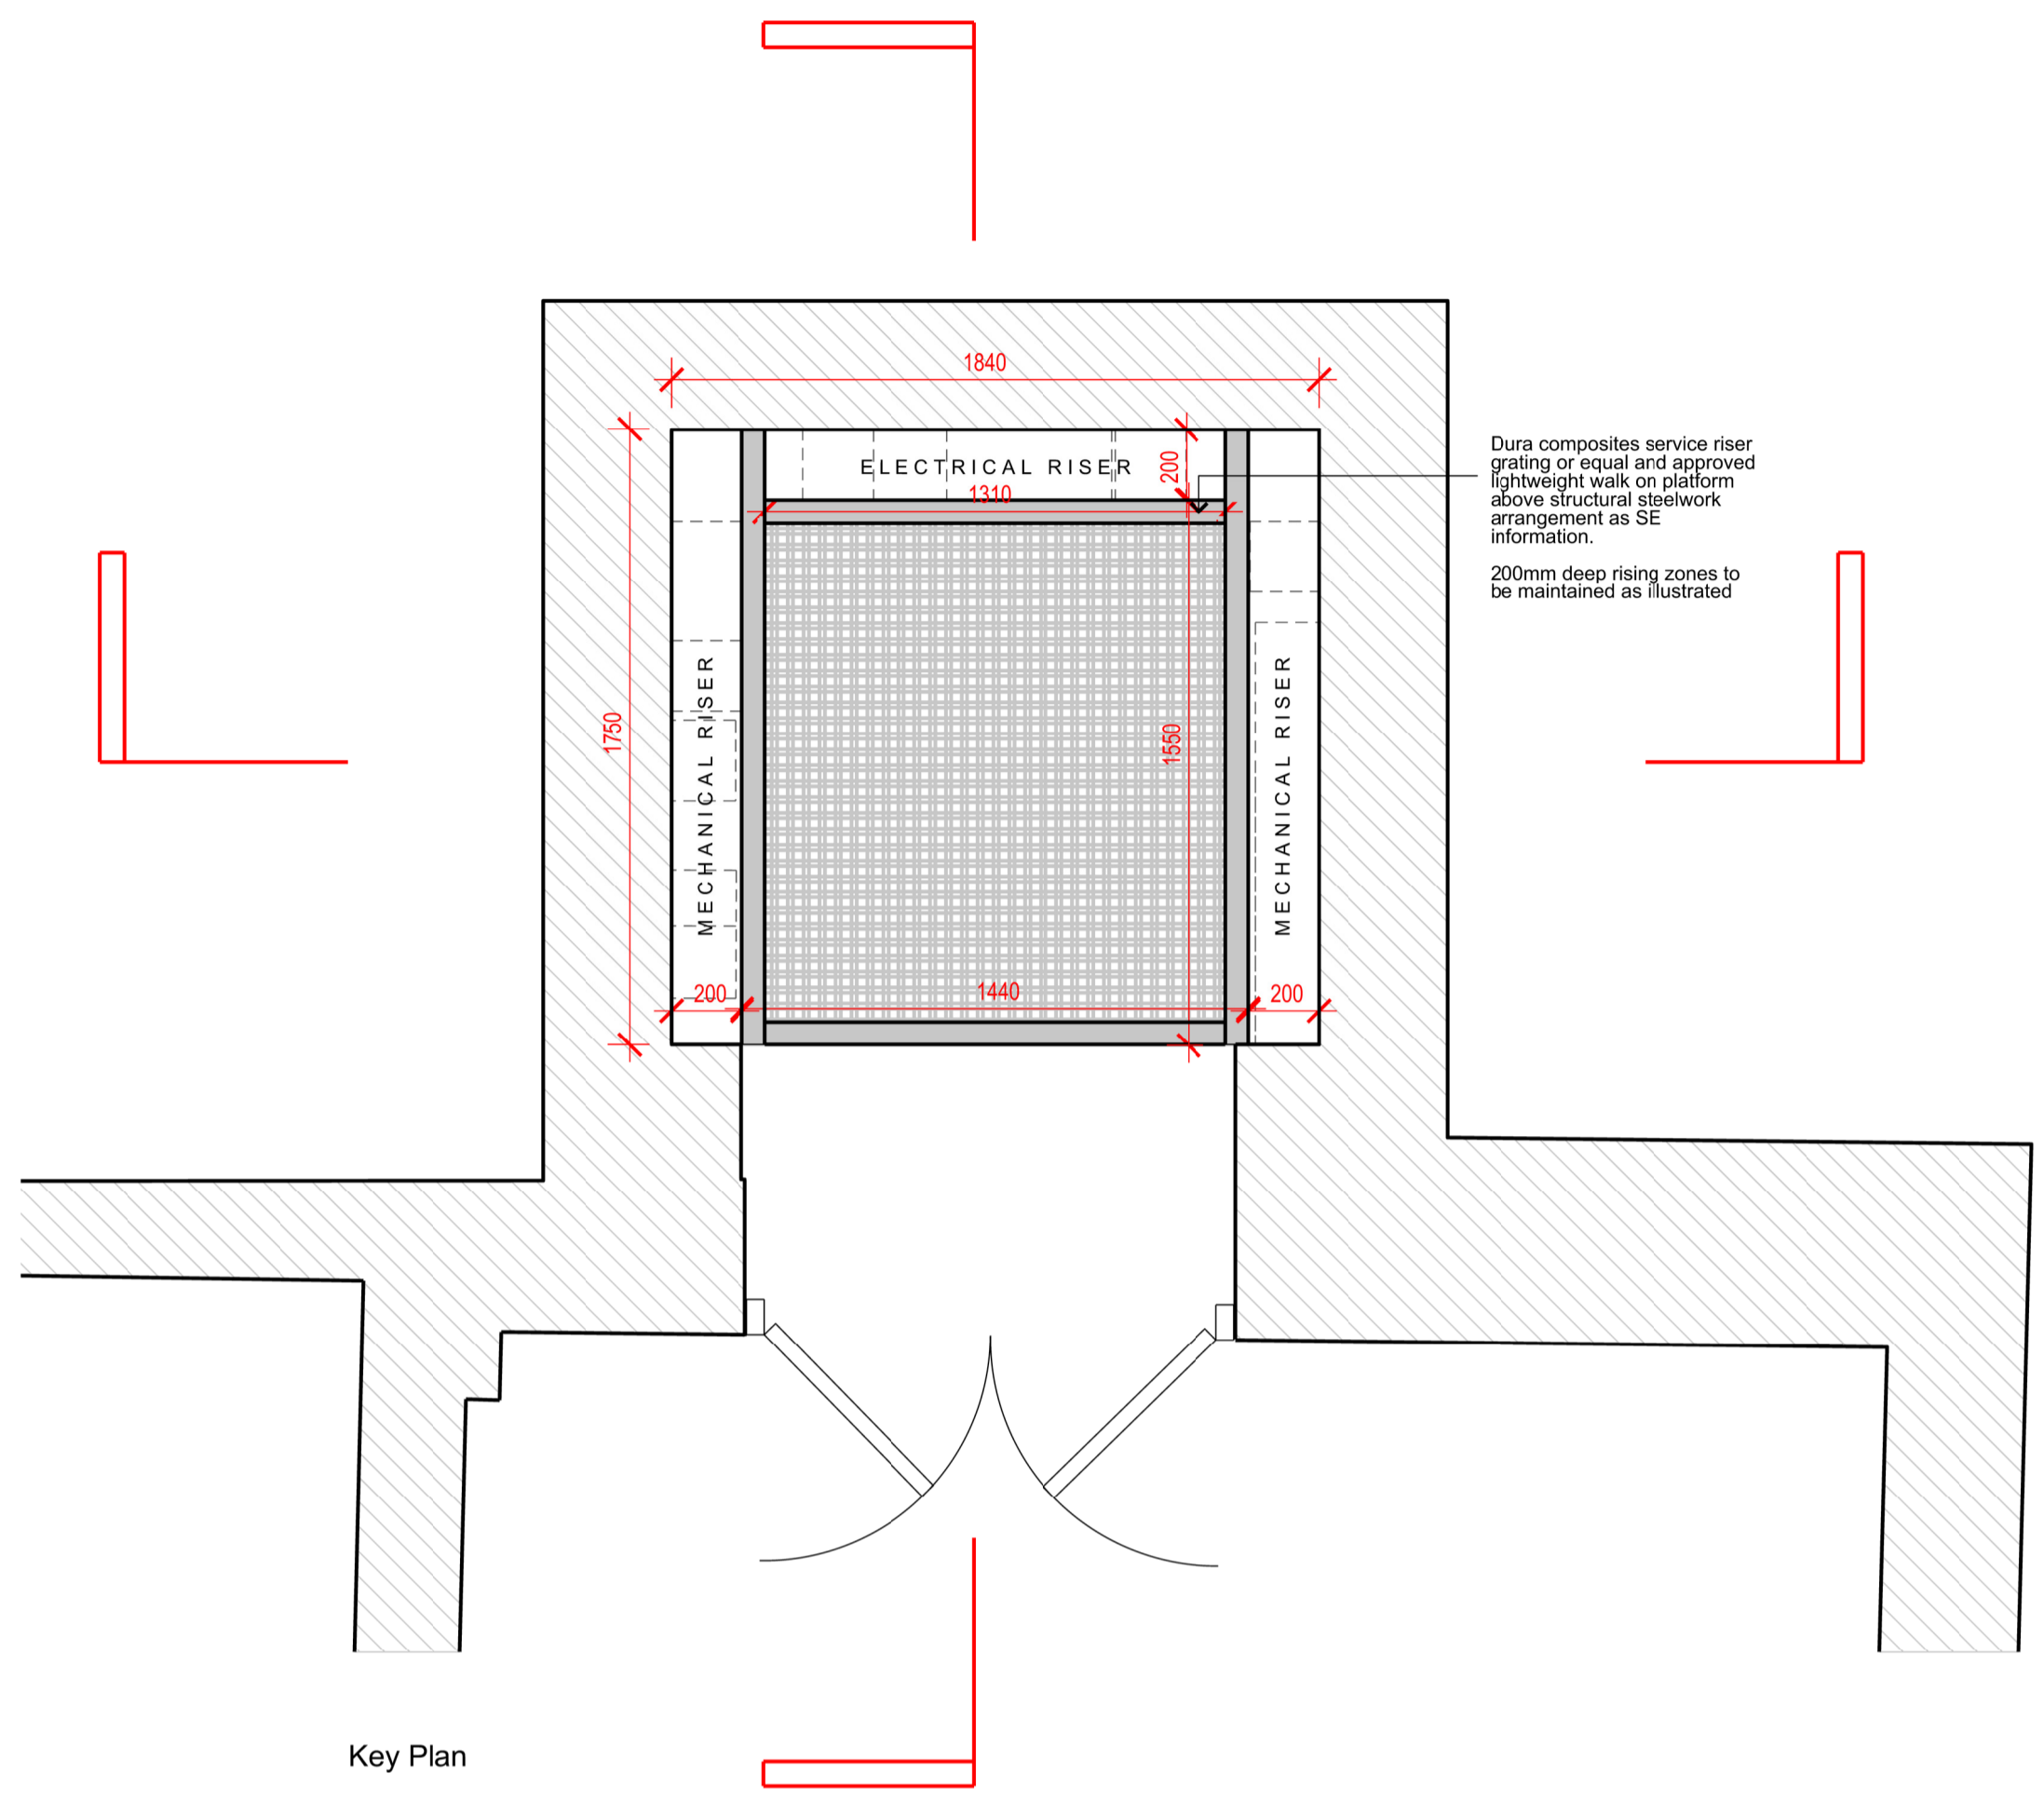 1840
Dura composites service riser
grating or equal and approved
lightweight walk on platform
above structural steelwork
arrangement as SE
information.
200mm deep rising zones to
be maintained as illustrated
ELECTRICAL RISER
200
1310
1750
MECHANICAL RISER
1550
MECHANICAL RISER
200
1440
200
Key Plan